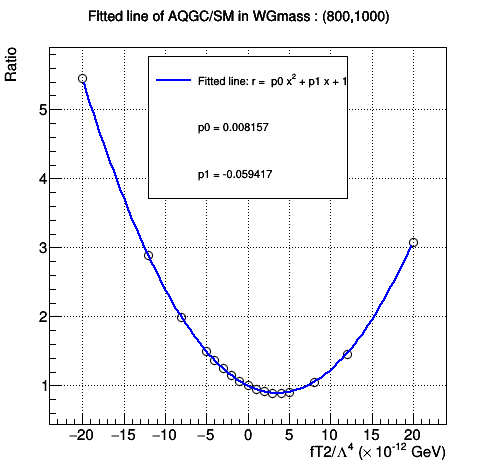 Fitted line of AQGC/SM in WGmass : (800,1000)
Ratio
Fitted line: r = p0 x² + p1 x + 1
p0 = 0.008157
p1 = -0.059417
5
4
3
2
1
−20 −15 −10 −5 0 5 10 15 20
fT2/Λ⁴ (× 10⁻¹² GeV)